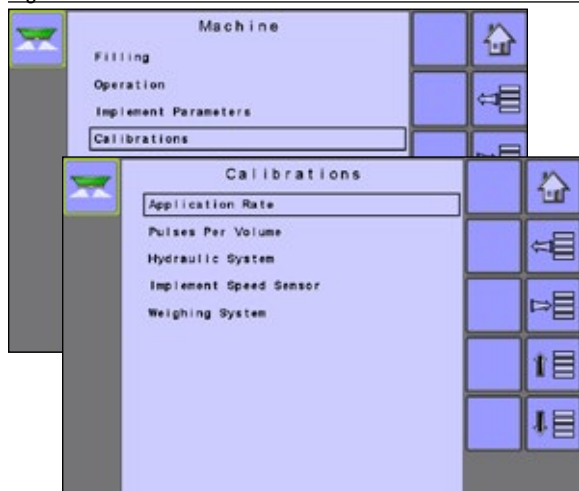 Machine
Filling
Operation
Implement Parameters
Calibrations
Calibrations
Application Rate
Pulses Per Volume
Hydraulic System
Implement Speed Sensor
Weighing System